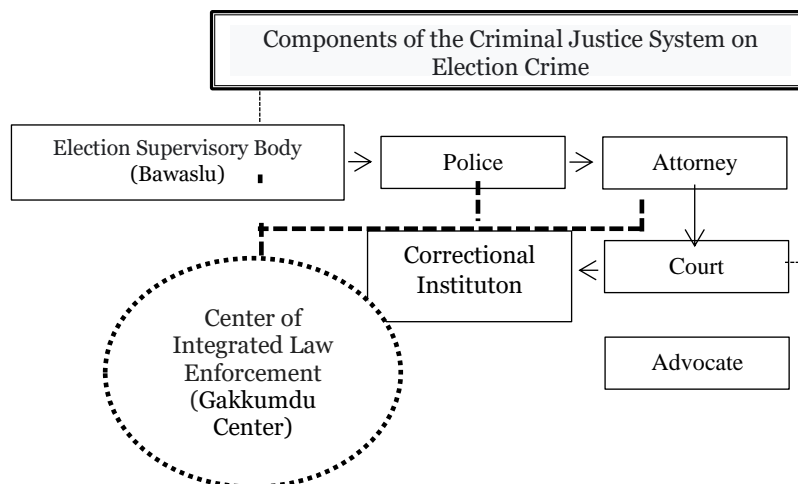 Components of the Criminal Justice System on
Election Crime
Election Supervisory Body
(Bawaslu)
Police
Attorney
Correctional
Instituton
Court
Center of
Integrated Law
Enforcement
(Gakkumdu
Center)
Advocate